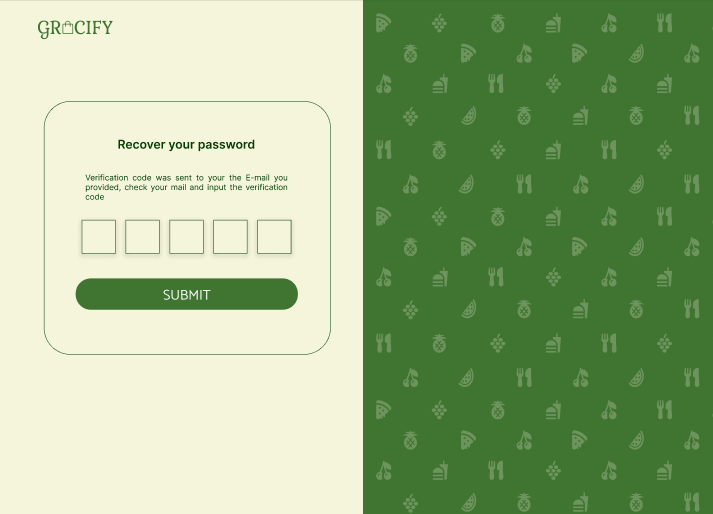 GROCIFY
Recover your password
Verification code was sent to your the E-mail you
provided, check your mail and input the verification
code
SUBMIT